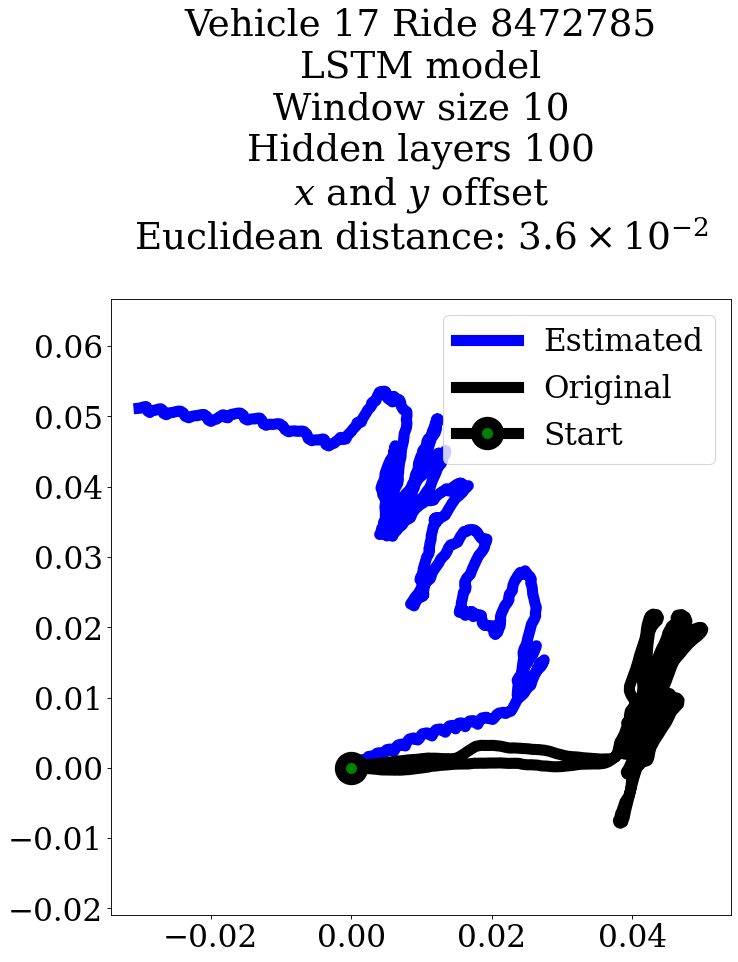 Vehicle 17 Ride 8472785
LSTM model
Window size 10
Hidden layers 100
x and y offset
Euclidean distance: 3.6 × 10⁻²
Estimated
Original
Start
0.06
0.05
0.04
0.03
0.02
0.01
0.00
−0.01
−0.02
−0.02 0.00 0.02 0.04